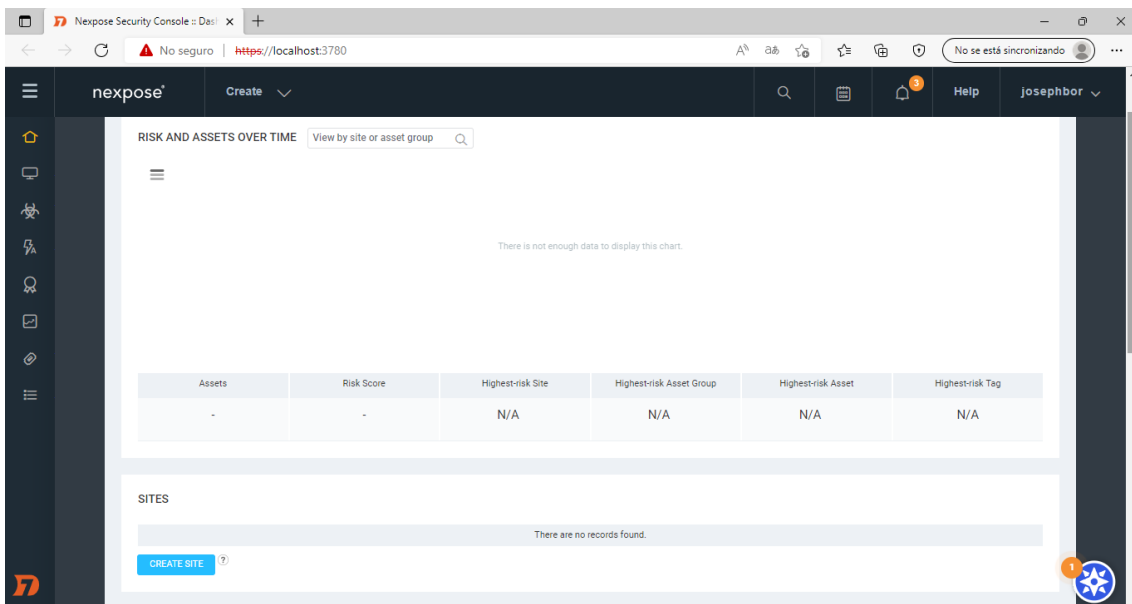 Nexpose Security Console :: Das
No seguro | https://localhost:3780
No se está sincronizando
nexpose
Create
3
Help
josephbor
RISK AND ASSETS OVER TIME
View by site or asset group
There is not enough data to display this chart.
Assets Risk Score Highest-risk Site Highest-risk Asset Group Highest-risk Asset Highest-risk Tag
- - N/A N/A N/A N/A
SITES
There are no records found.
CREATE SITE ?
1